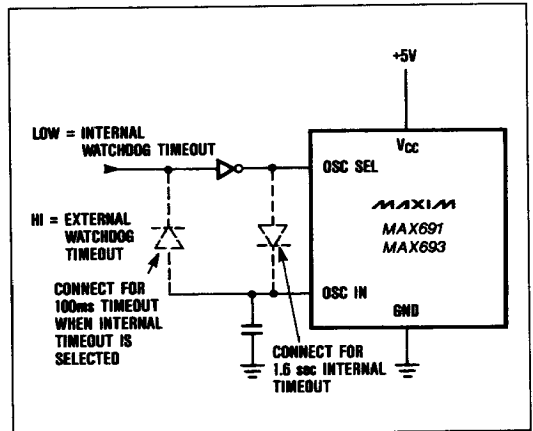 +5V
LOW = INTERNAL
WATCHDOG TIMEOUT
VCC
OSC SEL
MAXIM
MAX691
MAX693
HI = EXTERNAL
WATCHDOG
TIMEOUT
CONNECT FOR
100ms TIMEOUT
WHEN INTERNAL
TIMEOUT IS
SELECTED
OSC IN
GND
CONNECT FOR
1.6 sec INTERNAL
TIMEOUT